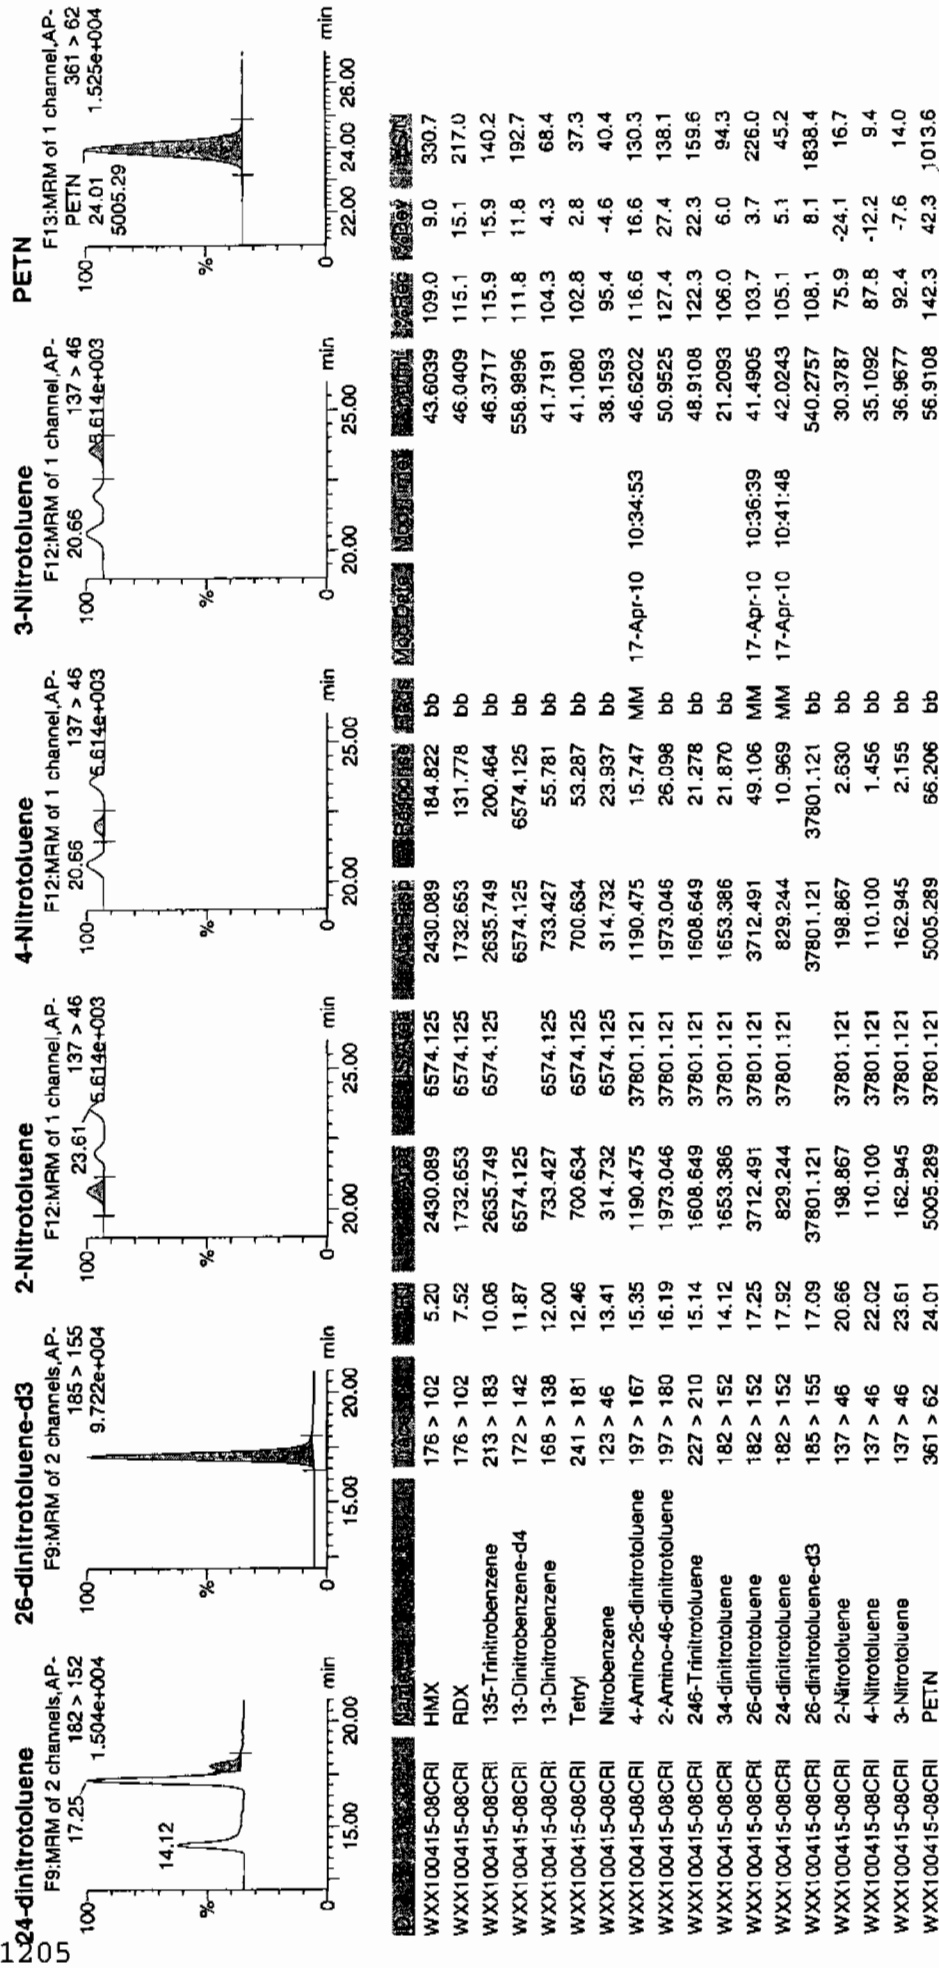 1205
24-dinitrotoluene
F9:MRM of 2 channels,AP-
182 > 152
1.504e+004
17.25
14.12
100
%
0
15.00
20.00
min
26-dinitrotoluene-d3
F9:MRM of 2 channels,AP-
185 > 155
9.722e+004
100
%
0
15.00
20.00
min
2-Nitrotoluene
F12:MRM of 1 channel,AP-
137 > 46
5.614e+003
23.61
100
%
0
20.00
25.00
min
4-Nitrotoluene
F12:MRM of 1 channel,AP-
137 > 46
5.614e+003
20.66
100
%
0
20.00
25.00
min
3-Nitrotoluene
F12:MRM of 1 channel,AP-
137 > 46
5.614e+003
20.66
100
%
0
20.00
25.00
min
PETN
F13:MRM of 1 channel,AP-
361 > 62
1.525e+004
PETN
24.01
5005.29
100
%
0
22.00
24.00
26.00
min
Name Trace RT Area IS Area Response Flags Mod Date Mod Time %Rec %Dev S/N
WXX100415-08CRI HMX 176 > 102 5.20 2430.089 6574.125 2430.089 184.822 bb 43.6039 109.0 9.0 330.7
WXX100415-08CRI RDX 176 > 102 7.52 1732.653 6574.125 1732.653 131.778 bb 46.0409 115.1 15.1 217.0
WXX100415-08CRI 135-Trinitrobenzene 213 > 183 10.06 2635.749 6574.125 2635.749 200.464 bb 46.3717 115.9 15.9 140.2
WXX100415-08CRI 13-Dinitrobenzene-d4 172 > 142 11.87 6574.125 6574.125 6574.125 bb 558.9896 111.8 11.8 192.7
WXX100415-08CRI 13-Dinitrobenzene 168 > 138 12.00 733.427 6574.125 733.427 55.781 bb 41.7191 104.3 4.3 68.4
WXX100415-08CRI Tetryl 241 > 181 12.46 700.634 6574.125 700.634 53.287 bb 41.1080 102.8 2.8 37.3
WXX100415-08CRI Nitrobenzene 123 > 46 13.41 314.732 6574.125 314.732 23.937 bb 38.1593 95.4 -4.6 40.4
WXX100415-08CRI 4-Amino-26-dinitrotoluene 197 > 167 15.35 1190.475 37801.121 1190.475 15.747 MM 17-Apr-10 10:34:53 46.6202 116.6 16.6 130.3
WXX100415-08CRI 2-Amino-46-dinitrotoluene 197 > 180 16.19 1973.046 37801.121 1973.046 26.098 bb 50.9525 127.4 27.4 138.1
WXX100415-08CRI 246-Trinitrotoluene 227 > 210 15.14 1608.649 37801.121 1608.649 21.278 bb 48.9108 122.3 22.3 159.6
WXX100415-08CRI 34-dinitrotoluene 182 > 152 14.12 1653.386 37801.121 1653.386 21.870 bb 21.2093 106.0 6.0 94.3
WXX100415-08CRI 26-dinitrotoluene 182 > 152 17.25 3712.491 37801.121 3712.491 49.106 MM 17-Apr-10 10:36:39 41.4905 103.7 3.7 226.0
WXX100415-08CRI 24-dinitrotoluene 182 > 152 17.92 829.244 37801.121 829.244 10.969 MM 17-Apr-10 10:41:48 42.0243 105.1 5.1 45.2
WXX100415-08CRI 26-dinitrotoluene-d3 185 > 155 17.09 37801.121 37801.121 37801.121 bb 540.2757 108.1 8.1 1838.4
WXX100415-08CRI 2-Nitrotoluene 137 > 46 20.66 198.867 37801.121 198.867 2.630 bb 30.3787 75.9 -24.1 16.7
WXX100415-08CRI 4-Nitrotoluene 137 > 46 22.02 110.100 37801.121 110.100 1.456 bb 35.1092 87.8 -12.2 9.4
WXX100415-08CRI 3-Nitrotoluene 137 > 46 23.61 162.945 37801.121 162.945 2.155 bb 36.9677 92.4 -7.6 14.0
WXX100415-08CRI PETN 361 > 62 24.01 5005.289 37801.121 5005.289 66.206 bb 56.9108 142.3 42.3 1013.6